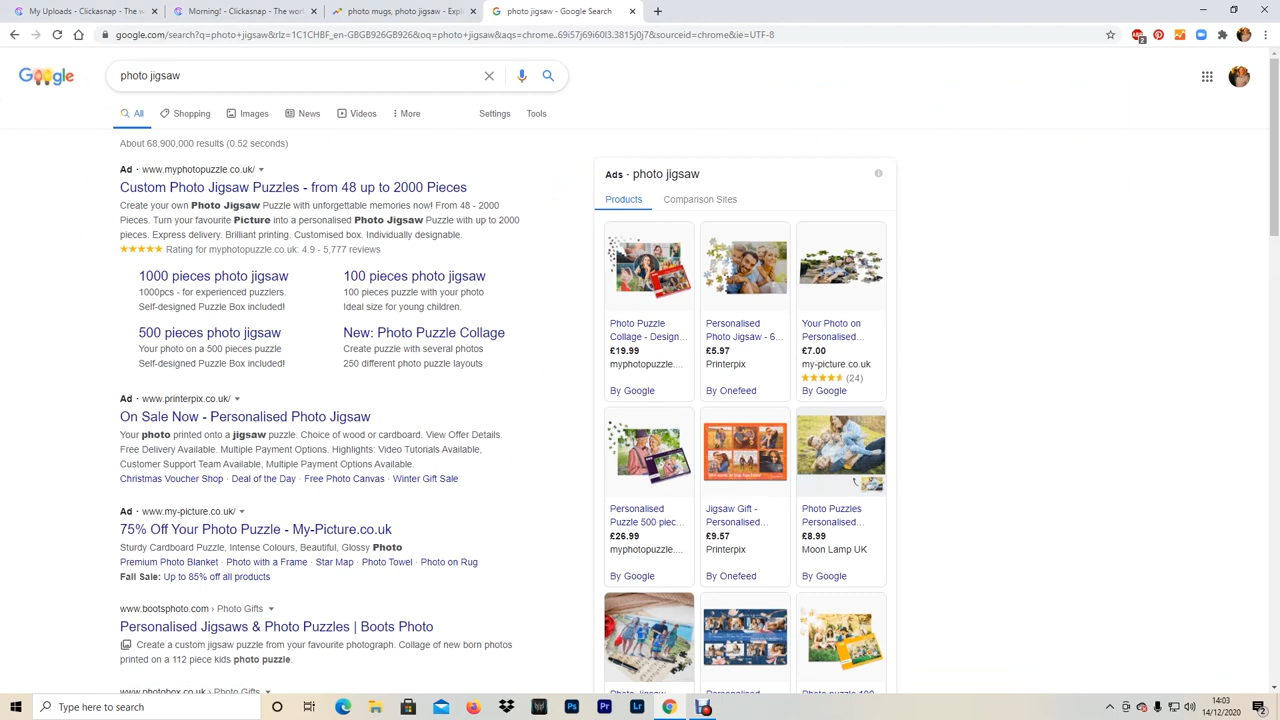 My Uploads - Dropbox
Morning! - Google Search
photo mugs - Explore - Google
photo jigsaw - Google Search
google.com/search?q=photo+jigsaw&rlz=1C1CHBF_en-GBGB926GB926&oq=photo+jigsaw&aqs=chrome..69i57j69i60l3.3815j0j7&sourceid=chrome&ie=UTF-8
2
photo jigsaw
All
Shopping
Images
News
Videos
More
Settings
Tools
About 68,900,000 results (0.52 seconds)
Ad · www.myphotopuzzle.co.uk/
Custom Photo Jigsaw Puzzles - from 48 up to 2000 Pieces
Create your own Photo Jigsaw Puzzle with unforgettable memories now! From 48 - 2000
Pieces. Turn your favourite Picture into a personalised Photo Jigsaw Puzzle with up to 2000
pieces. Express delivery. Brilliant printing. Customised box. Individually designable.
Rating for myphotopuzzle.co.uk: 4.9 - 5,777 reviews
1000 pieces photo jigsaw
1000pcs - for experienced puzzlers.
Self-designed Puzzle Box included!
100 pieces photo jigsaw
100 pieces puzzle with your photo
Ideal size for young children.
500 pieces photo jigsaw
Your photo on a 500 pieces puzzle
Self-designed Puzzle Box included!
New: Photo Puzzle Collage
Create puzzle with several photos
250 different photo puzzle layouts
Ad · www.printerpix.co.uk/
On Sale Now - Personalised Photo Jigsaw
Your photo printed onto a jigsaw puzzle. Choice of wood or cardboard. View Offer Details.
Free Delivery Available. Multiple Payment Options. Highlights: Video Tutorials Available,
Customer Support Team Available, Multiple Payment Options Available.
Christmas Voucher Shop · Deal of the Day · Free Photo Canvas · Winter Gift Sale
Ad · www.my-picture.co.uk/
75% Off Your Photo Puzzle - My-Picture.co.uk
Sturdy Cardboard Puzzle, Intense Colours, Beautiful, Glossy Photo
Premium Photo Blanket · Photo with a Frame · Star Map · Photo Towel · Photo on Rug
Fall Sale: Up to 85% off all products
www.bootsphoto.com › Photo Gifts
Personalised Jigsaws & Photo Puzzles | Boots Photo
Create a custom jigsaw puzzle from your favourite photograph. Collage of new born photos
printed on a 112 piece kids photo puzzle.
www.photobox.co.uk › Photo Gifts
Ads · photo jigsaw
Products
Comparison Sites
Photo Puzzle
Collage - Design...
£19.99
myphotopuzzle....
By Google
Personalised
Photo Jigsaw - 6...
£5.97
Printerpix
By Onefeed
Your Photo on
Personalised...
£7.00
my-picture.co.uk
(24)
By Google
Personalised
Puzzle 500 piec...
£26.99
myphotopuzzle....
By Google
Jigsaw Gift -
Personalised...
£9.57
Printerpix
By Onefeed
Photo Puzzles
Personalised...
£8.99
Moon Lamp UK
By Google
Photo Jigsaw
Personalised
Photo puzzle 100
Type here to search
Ps
Pr
Lr
14:03
14/12/2020
2